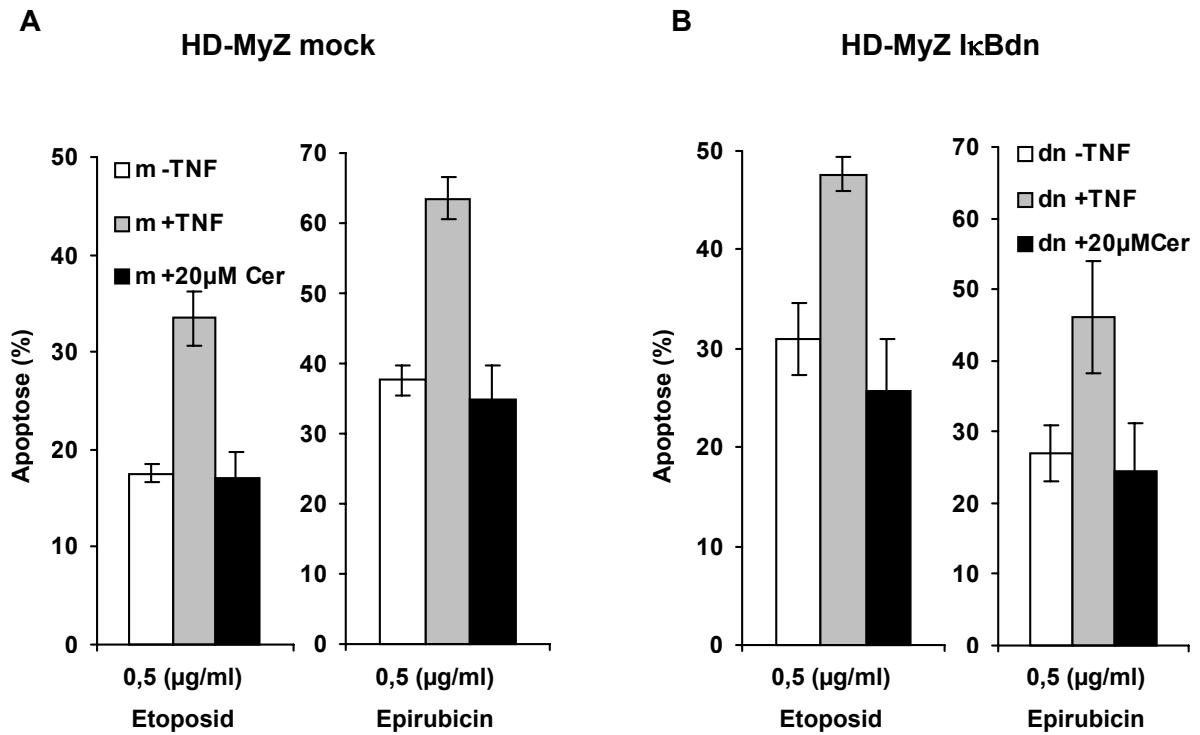 A
HD-MyZ mock
B
HD-MyZ IκBdn
Apoptose (%)
50
40
30
20
10
0
m -TNF
m +TNF
m +20µM Cer
0,5 (µg/ml)
Etoposid
70
60
50
40
30
20
10
0
0,5 (µg/ml)
Epirubicin
Apoptose (%)
50
40
30
20
10
0
0,5 (µg/ml)
Etoposid
70
60
50
40
30
20
10
0
dn -TNF
dn +TNF
dn +20µMCer
0,5 (µg/ml)
Epirubicin